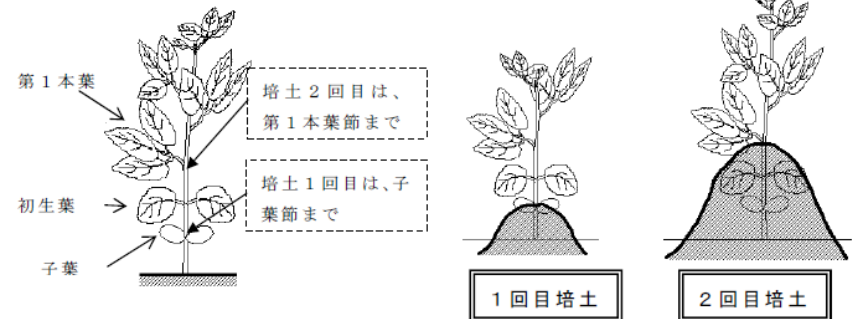 第1本葉
初生葉
子葉
培土2回目は、
第1本葉節まで
培土1回目は、子
葉節まで
1回目培土
2回目培土